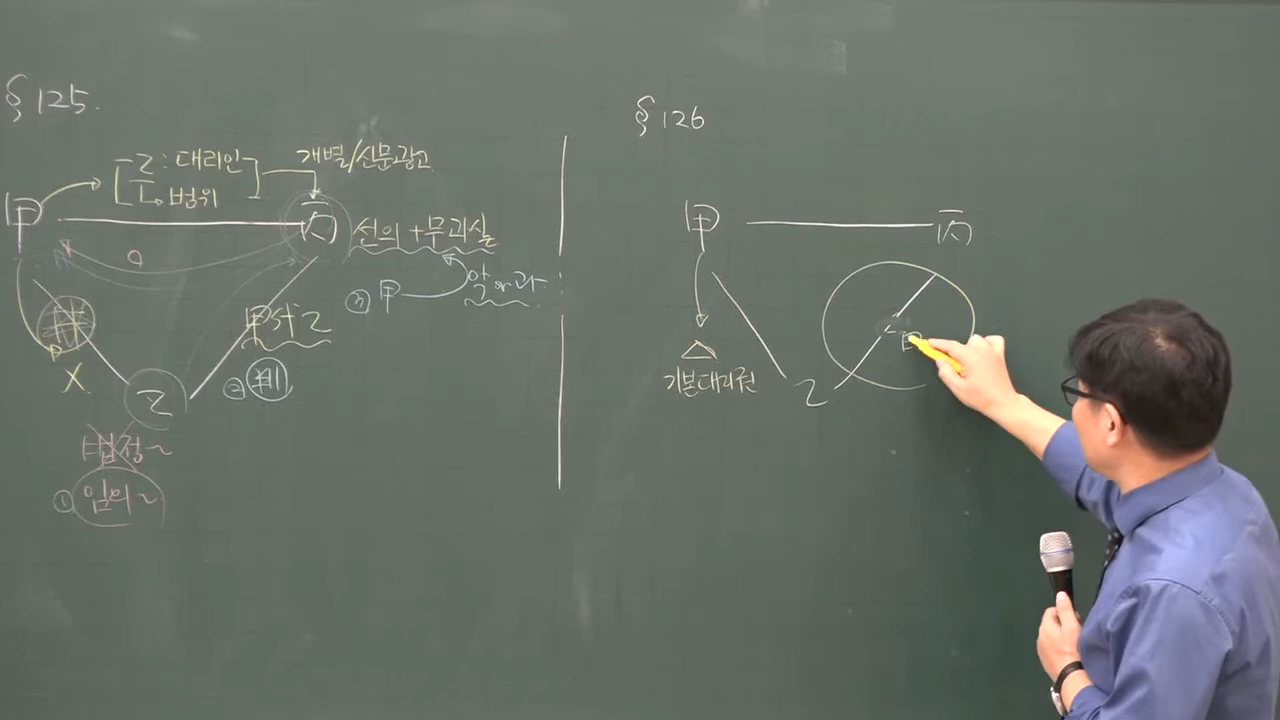 §125.
乙 : 대리인
↳ 범위
개별/신문광고
甲
丙
선의 + 무과실
③ 甲 알 or 과
X
乙
甲 代 乙
②
법정~
① 임의~
§126
甲
丙
△
기본대리권
乙